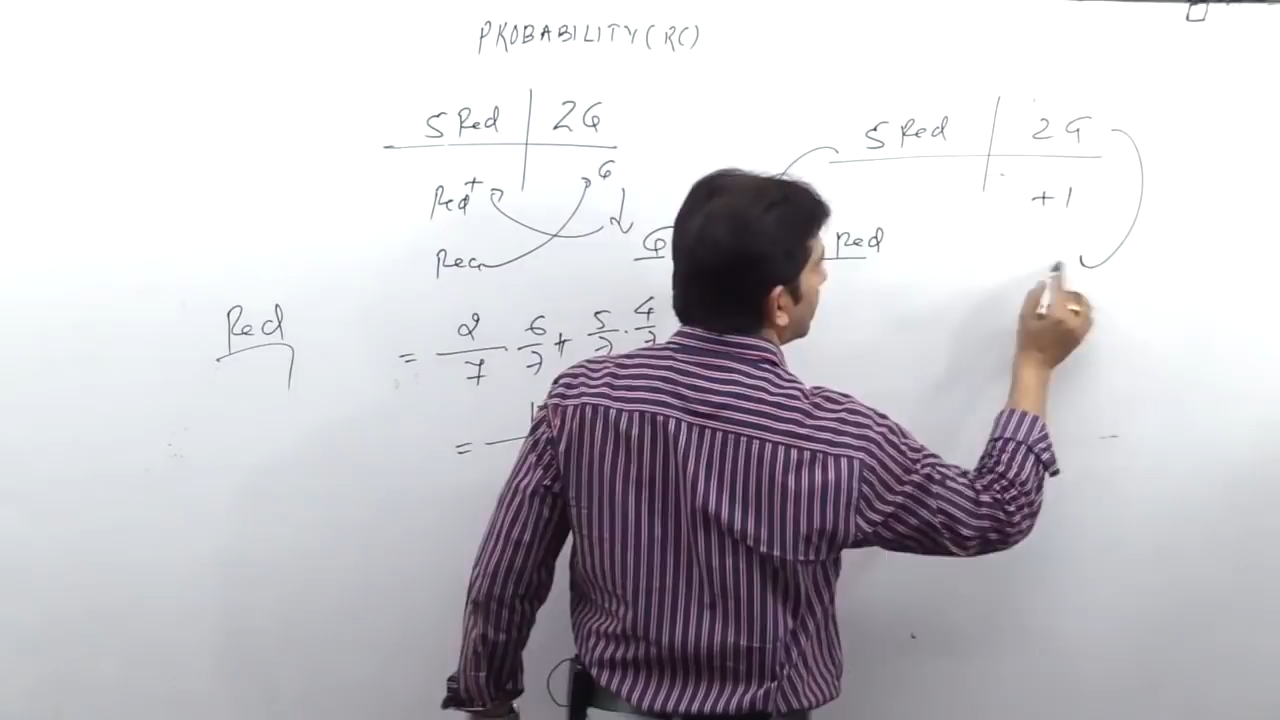 PROBABILITY (RC)
5 Red | 2G
Red+ G
Red
5 Red | 2G
+1
G
Red
Red
= 2/7 · 6/7 + 5/7 · 4/7
=